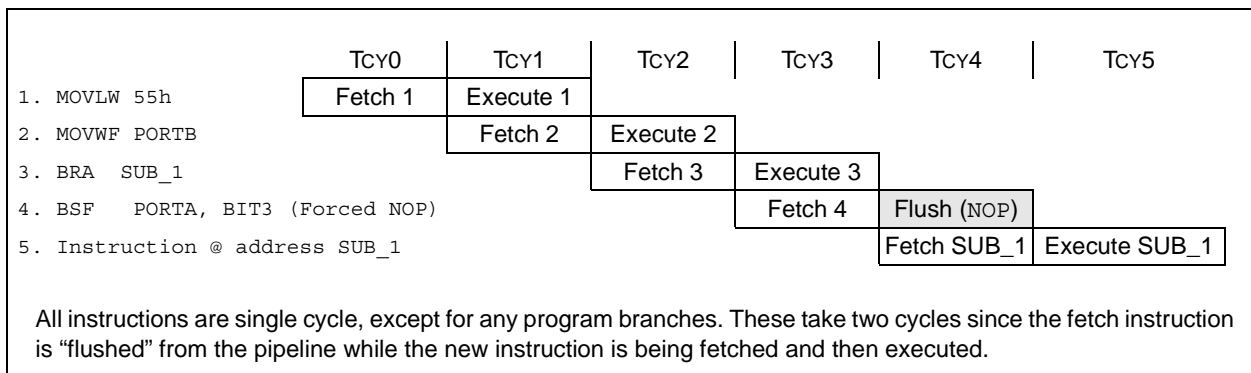 TCY0 TCY1 TCY2 TCY3 TCY4 TCY5
1. MOVLW 55h Fetch 1 Execute 1
2. MOVWF PORTB Fetch 2 Execute 2
3. BRA SUB_1 Fetch 3 Execute 3
4. BSF PORTA, BIT3 (Forced NOP) Fetch 4 Flush (NOP)
5. Instruction @ address SUB_1 Fetch SUB_1 Execute SUB_1
All instructions are single cycle, except for any program branches. These take two cycles since the fetch instruction
is “flushed” from the pipeline while the new instruction is being fetched and then executed.